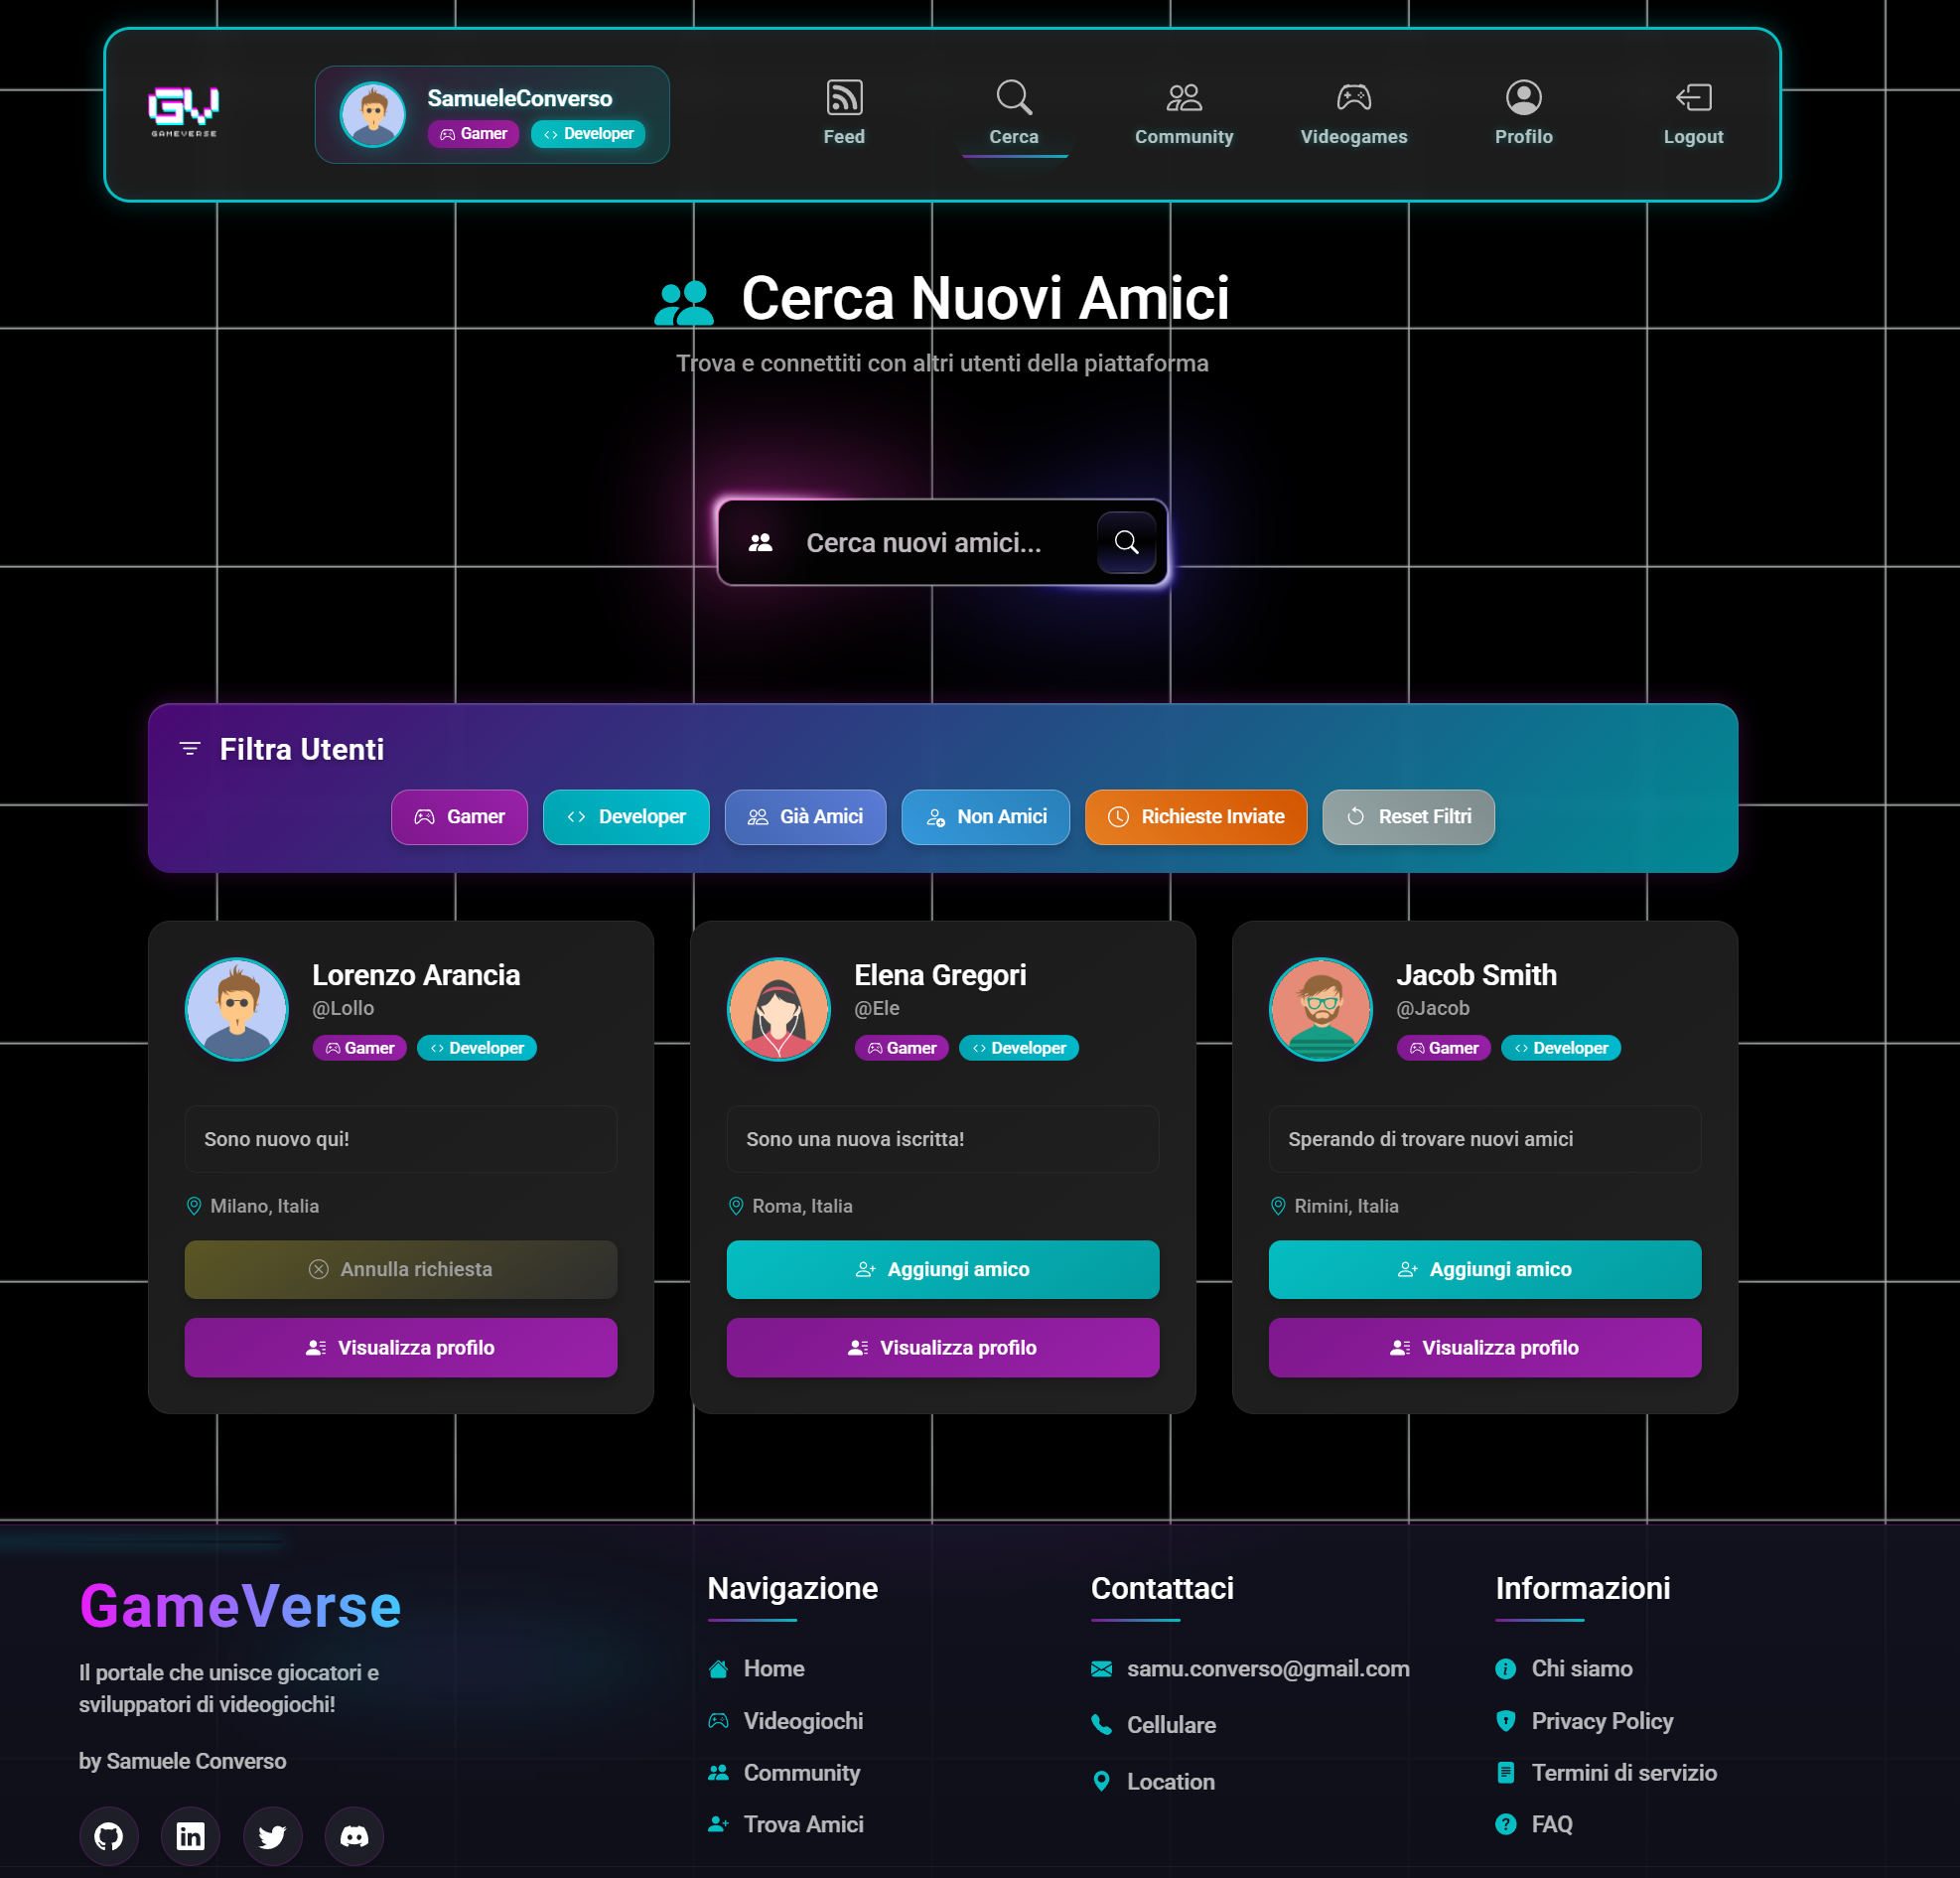 GV
GAMEVERSE
SamueleConverso
Gamer
Developer
Feed
Cerca
Community
Videogames
Profilo
Logout
Cerca Nuovi Amici
Trova e connettiti con altri utenti della piattaforma
Cerca nuovi amici...
Filtra Utenti
Gamer
Developer
Già Amici
Non Amici
Richieste Inviate
Reset Filtri
Lorenzo Arancia
@Lollo
Gamer
Developer
Sono nuovo qui!
Milano, Italia
Annulla richiesta
Visualizza profilo
Elena Gregori
@Ele
Gamer
Developer
Sono una nuova iscritta!
Roma, Italia
Aggiungi amico
Visualizza profilo
Jacob Smith
@Jacob
Gamer
Developer
Sperando di trovare nuovi amici
Rimini, Italia
Aggiungi amico
Visualizza profilo
GameVerse
Il portale che unisce giocatori e
sviluppatori di videogiochi!
by Samuele Converso
Navigazione
Home
Videogiochi
Community
Trova Amici
Contattaci
samu.converso@gmail.com
Cellulare
Location
Informazioni
Chi siamo
Privacy Policy
Termini di servizio
FAQ